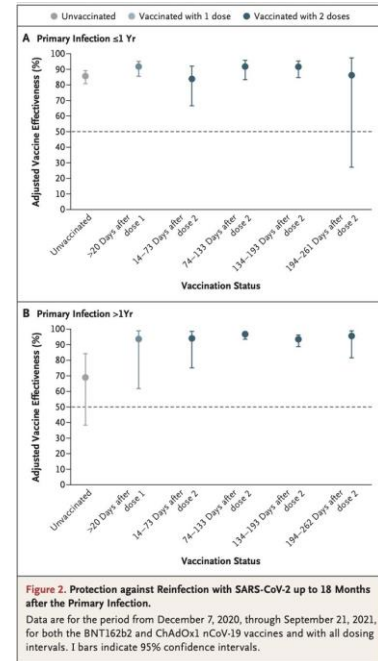 Unvaccinated Vaccinated with 1 dose Vaccinated with 2 doses
A Primary Infection ≤1 Yr
Adjusted Vaccine Effectiveness (%)
100
90
80
70
60
50
40
30
20
10
0
Unvaccinated
>20 Days after
dose 1
14–73 Days after
dose 2
74–133 Days after
dose 2
134–193 Days after
dose 2
194–261 Days after
dose 2
Vaccination Status
B Primary Infection >1Yr
Adjusted Vaccine Effectiveness (%)
100
90
80
70
60
50
40
30
20
10
0
Unvaccinated
>20 Days after
dose 1
14–73 Days after
dose 2
74–133 Days after
dose 2
134–193 Days after
dose 2
194–262 Days after
dose 2
Vaccination Status
Figure 2. Protection against Reinfection with SARS-CoV-2 up to 18 Months
after the Primary Infection.
Data are for the period from December 7, 2020, through September 21, 2021,
for both the BNT162b2 and ChAdOx1 nCoV-19 vaccines and with all dosing
intervals. I bars indicate 95% confidence intervals.